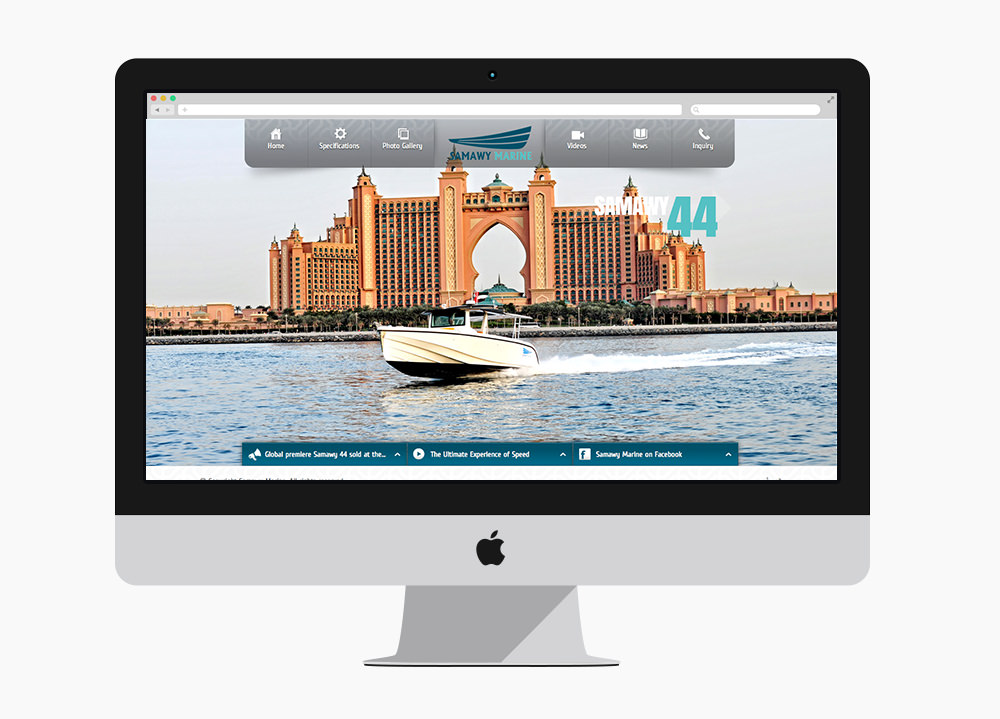 Home
Specifications
Photo Gallery
SAMAWY MARINE
Videos
News
Inquiry
SAMAWY 44
Global premiere Samawy 44 sold at the...
The Ultimate Experience of Speed
Samawy Marine on Facebook